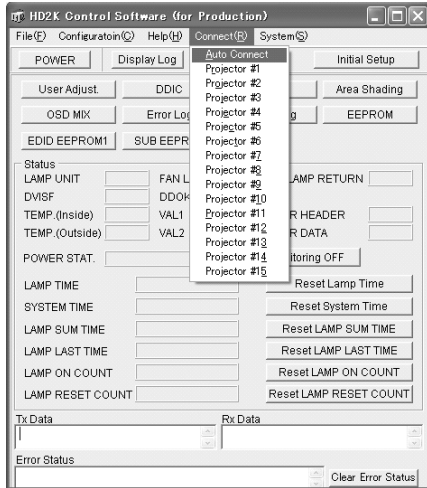 HD2K Control Software (for Production)
File(F) Configuratoin(C) Help(H) Connect(R) System(S)
POWER Display Log Initial Setup
Auto Connect
Projector #1
Projector #2
Projector #3
Projector #4
Projector #5
Projector #6
Projector #7
Projector #8
Projector #9
Projector #10
Projector #11
Projector #12
Projector #13
Projector #14
Projector #15
User Adjust. DDIC Area Shading
OSD MIX Error Log g EEPROM
EDID EEPROM1 SUB EEPR
Status
LAMP UNIT FAN L LAMP RETURN
DVISF DDOK
TEMP.(Inside) VAL1 R HEADER
TEMP.(Outside) VAL2 R DATA
POWER STAT. itoring OFF
LAMP TIME Reset Lamp Time
SYSTEM TIME Reset System Time
LAMP SUM TIME Reset LAMP SUM TIME
LAMP LAST TIME Reset LAMP LAST TIME
LAMP ON COUNT Reset LAMP ON COUNT
LAMP RESET COUNT Reset LAMP RESET COUNT
Tx Data Rx Data
Error Status
Clear Error Status